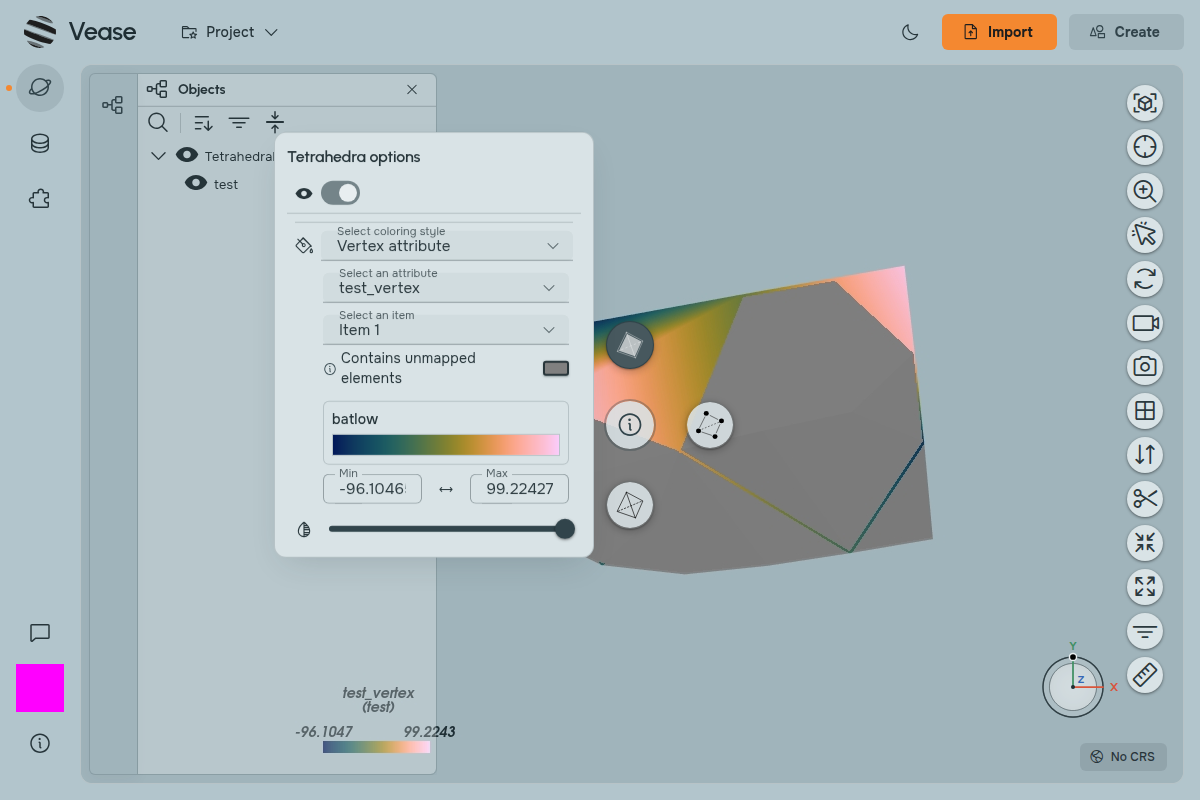 Vease
Project
Import
Create
Objects
Tetrahedral
test
Tetrahedra options
Select coloring style
Vertex attribute
Select an attribute
test_vertex
Select an item
Item 1
Contains unmapped
elements
batlow
Min
-96.1046
Max
99.22427
test_vertex
(test)
-96.1047
99.2243
Y
Z
X
No CRS